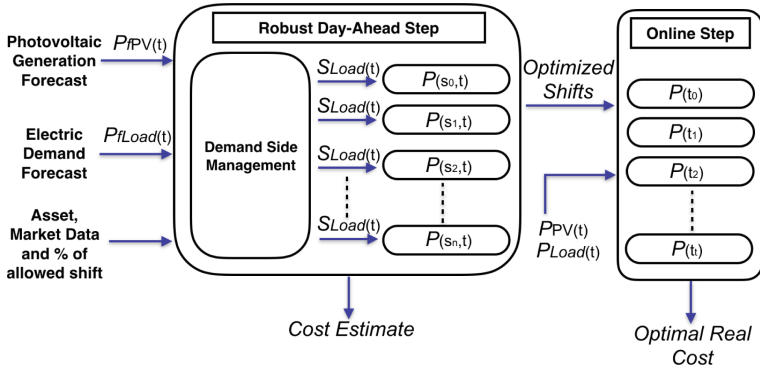 Robust Day-Ahead Step
Online Step
Photovoltaic
Generation
Forecast
PfPV(t)
Electric
Demand
Forecast
PfLoad(t)
Asset,
Market Data
and % of
allowed shift
Demand Side
Management
SLoad(t)
P(s0,t)
SLoad(t)
P(s1,t)
SLoad(t)
P(s2,t)
SLoad(t)
P(sn,t)
Optimized
Shifts
PPV(t)
PLoad(t)
P(t0)
P(t1)
P(t2)
P(tt)
Cost Estimate
Optimal Real
Cost